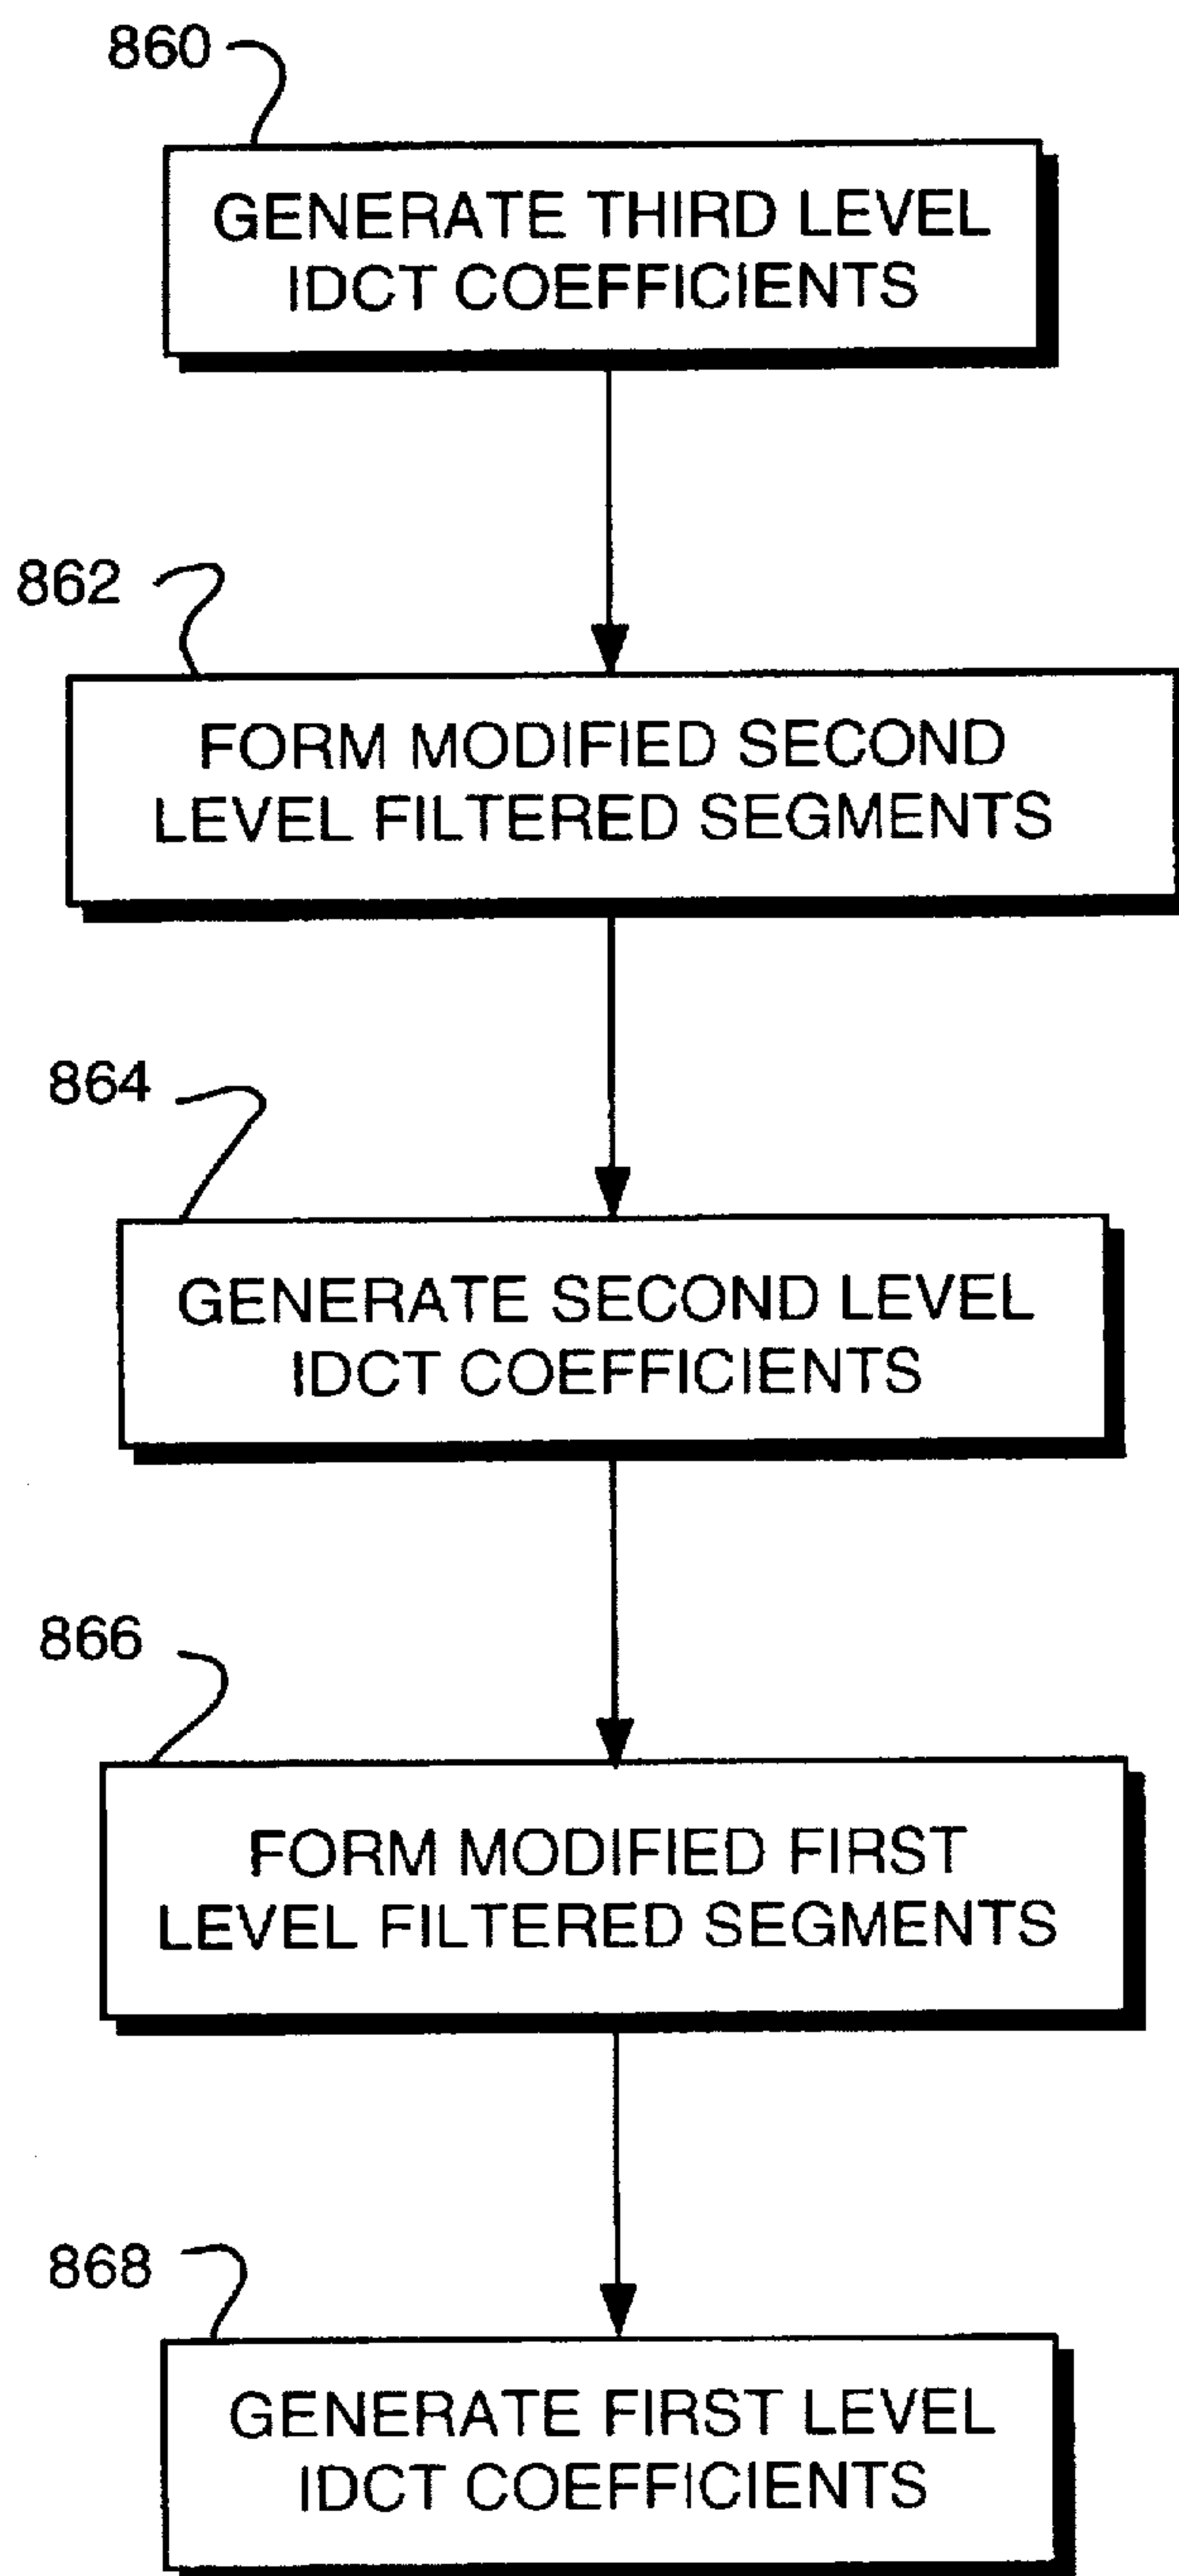 860
GENERATE THIRD LEVEL
IDCT COEFFICIENTS
862
FORM MODIFIED SECOND
LEVEL FILTERED SEGMENTS
864
GENERATE SECOND LEVEL
IDCT COEFFICIENTS
866
FORM MODIFIED FIRST
LEVEL FILTERED SEGMENTS
868
GENERATE FIRST LEVEL
IDCT COEFFICIENTS